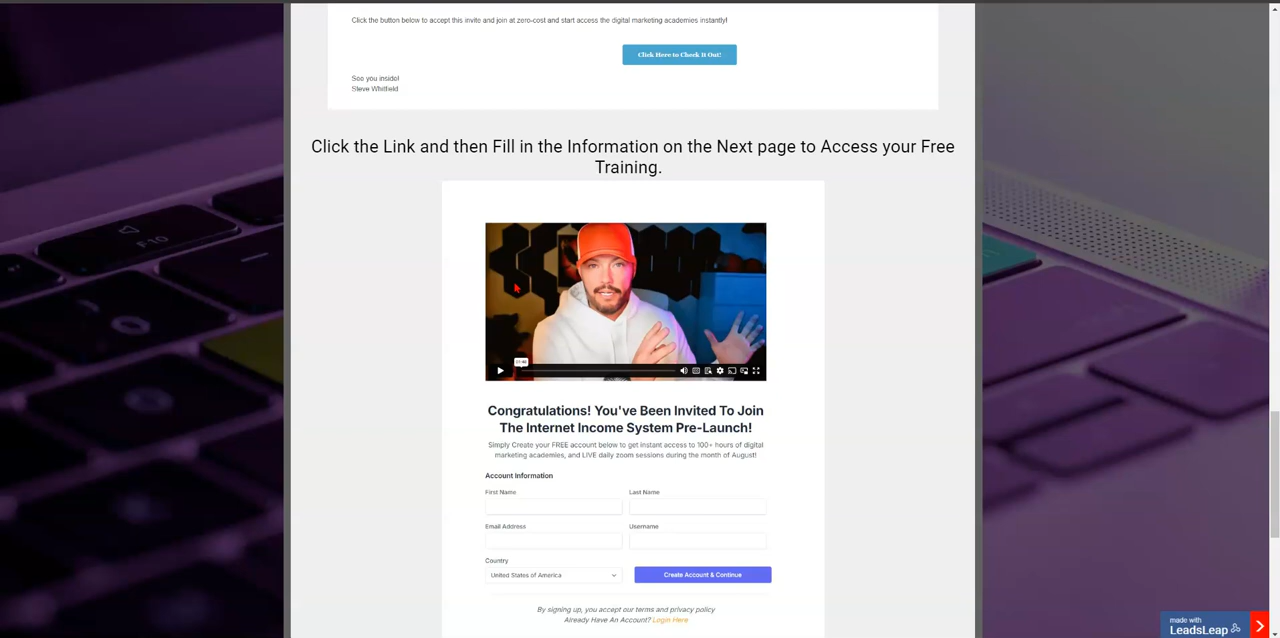 Click the button below to accept this invite and join at zero-cost and start access the digital marketing academies instantly!
Click Here to Check It Out!
See you inside!
Steve Whitfield
Click the Link and then Fill in the Information on the Next page to Access your Free
Training.
Congratulations! You've Been Invited To Join
The Internet Income System Pre-Launch!
Simply Create your FREE account below to get instant access to 100+ hours of digital
marketing academies, and LIVE daily zoom sessions during the month of August!
Account Information
First Name
Last Name
Email Address
Username
Country
United States of America
Create Account & Continue
By signing up, you accept our terms and privacy policy
Already Have An Account? Login Here
made with
LeadsLeap
F10